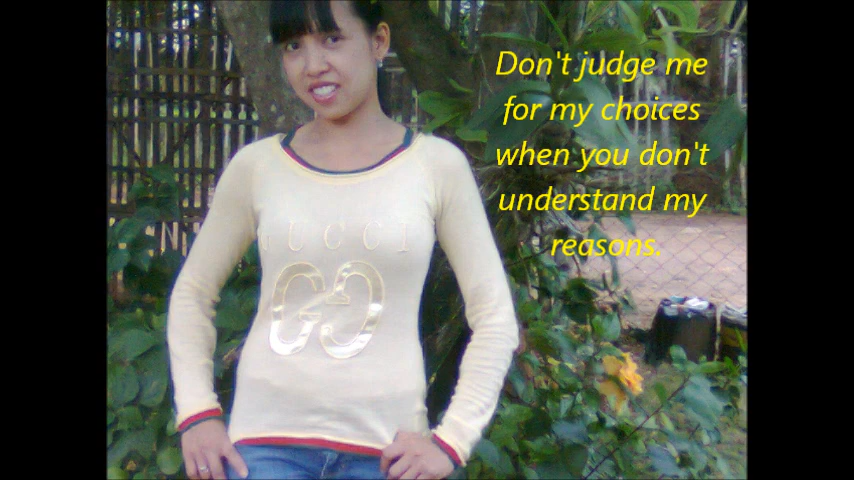 Don't judge me
for my choices
when you don't
understand my
reasons.
GUCCI